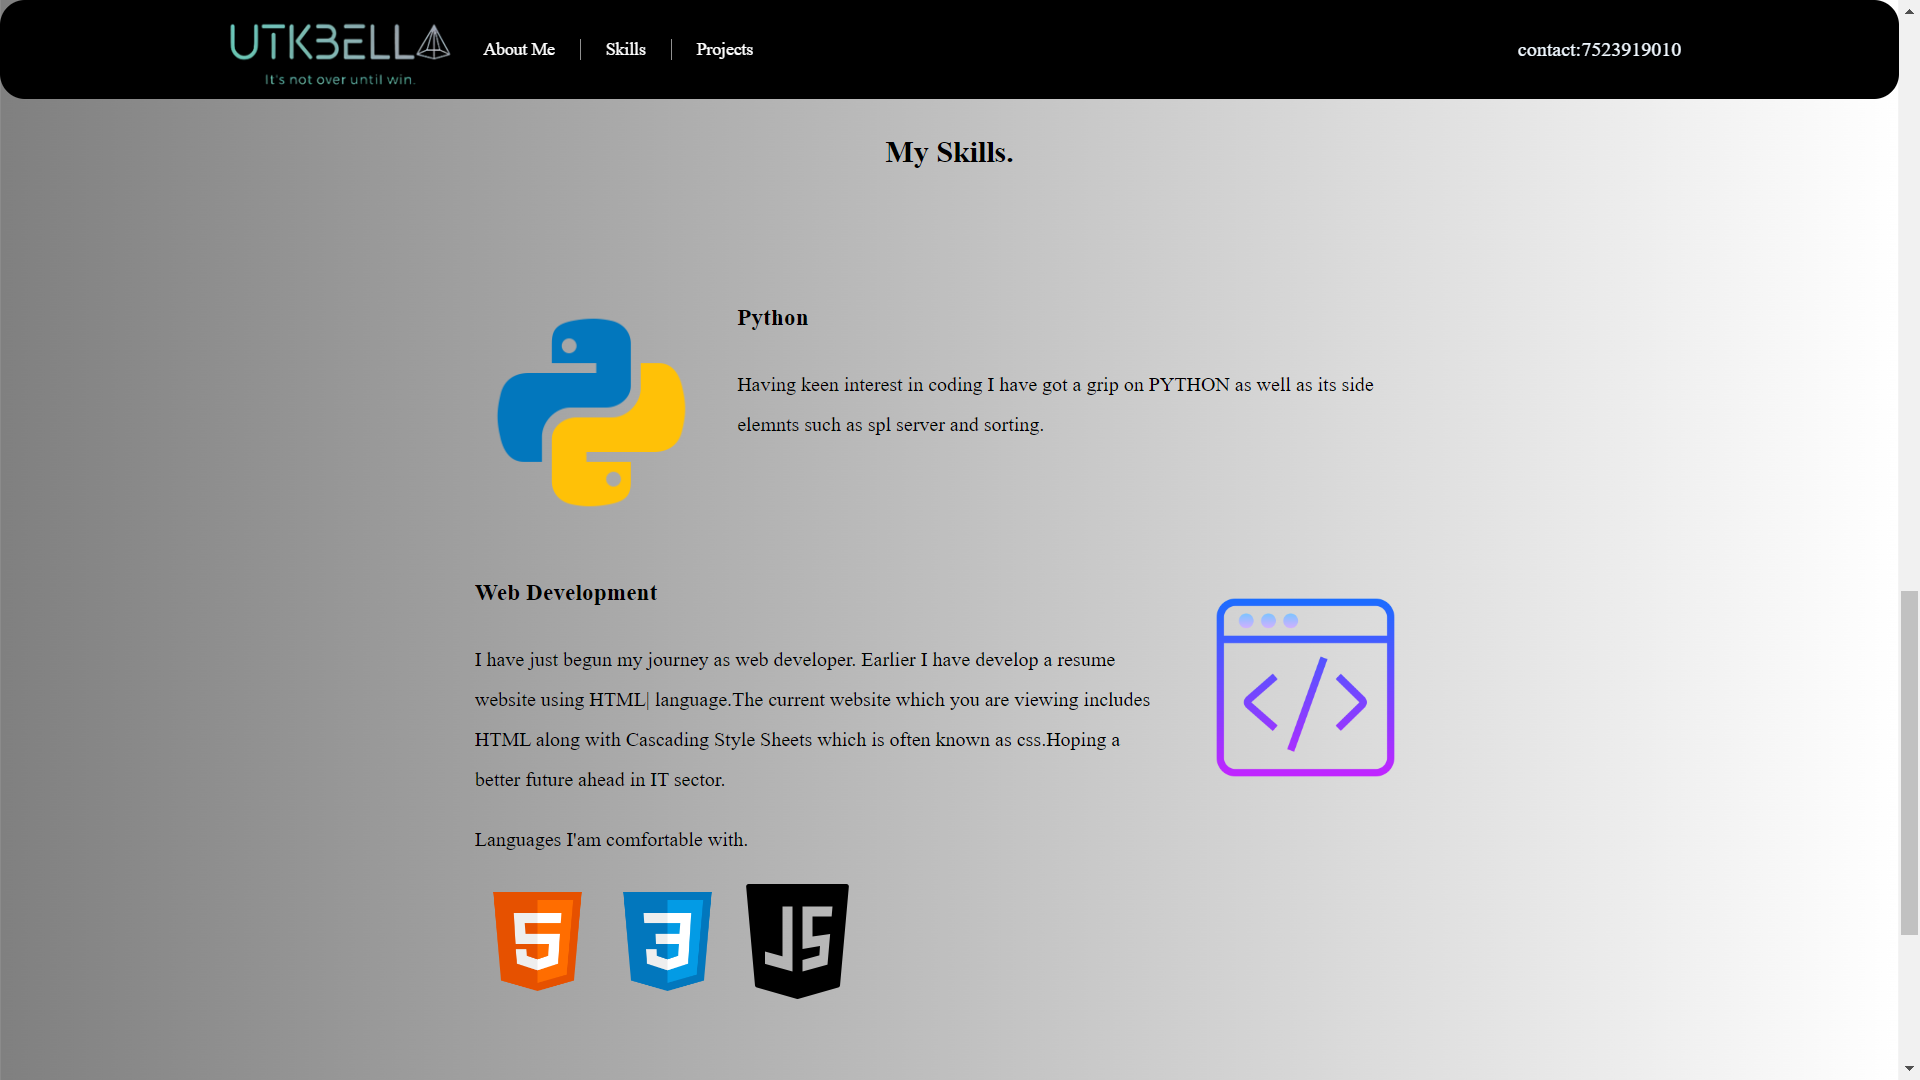 UTKBELLA
It's not over until win.
About Me
Skills
Projects
contact:7523919010
My Skills.
Python
Having keen interest in coding I have got a grip on PYTHON as well as its side
elemnts such as spl server and sorting.
Web Development
I have just begun my journey as web developer. Earlier I have develop a resume
website using HTML| language.The current website which you are viewing includes
HTML along with Cascading Style Sheets which is often known as css.Hoping a
better future ahead in IT sector.
</>
Languages I'am comfortable with.
5
3
JS